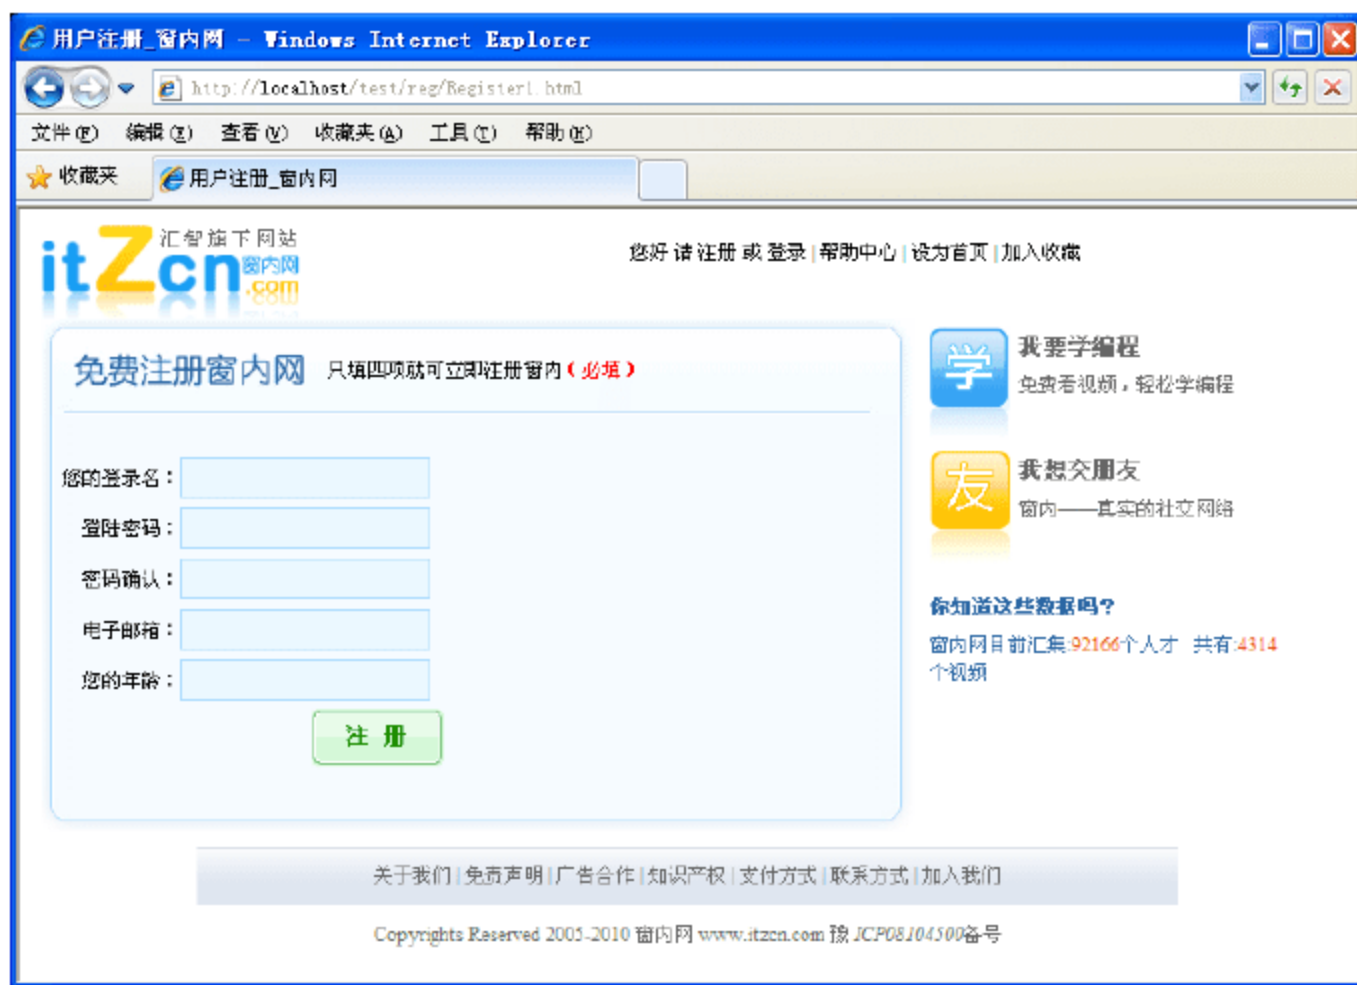 用户注册_窗内网 - Windows Internet Explorer
http://localhost/test/reg/Register1.html
文件(F) 编辑(E) 查看(V) 收藏夹(A) 工具(T) 帮助(H)
收藏夹 用户注册_窗内网
itZcn.com 汇智旗下网站 窗内网
您好 请 注册 或 登录 | 帮助中心 | 设为首页 | 加入收藏
免费注册窗内网 只填四项就可立即注册窗内(必填)
您的登录名:
登陆密码:
密码确认:
电子邮箱:
您的年龄:
注 册
学 我要学编程
免费看视频,轻松学编程
友 我想交朋友
窗内——真实的社交网络
你知道这些数据吗?
窗内网目前汇集:92166个人才 共有:4314
个视频
关于我们 | 免责声明 | 广告合作 | 知识产权 | 支付方式 | 联系方式 | 加入我们
Copyrights Reserved 2005-2010 窗内网 www.itzcn.com 豫 ICP08104500备号